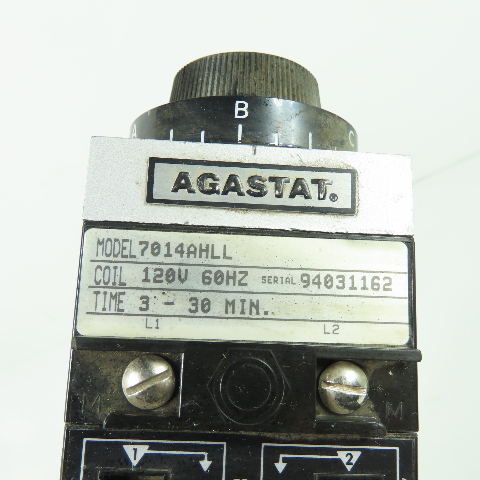 A B C
AGASTAT®
MODEL 7014AHLL
COIL 120V 60HZ SERIAL 94031162
TIME 3 - 30 MIN.
L1 L2
M M
1 2